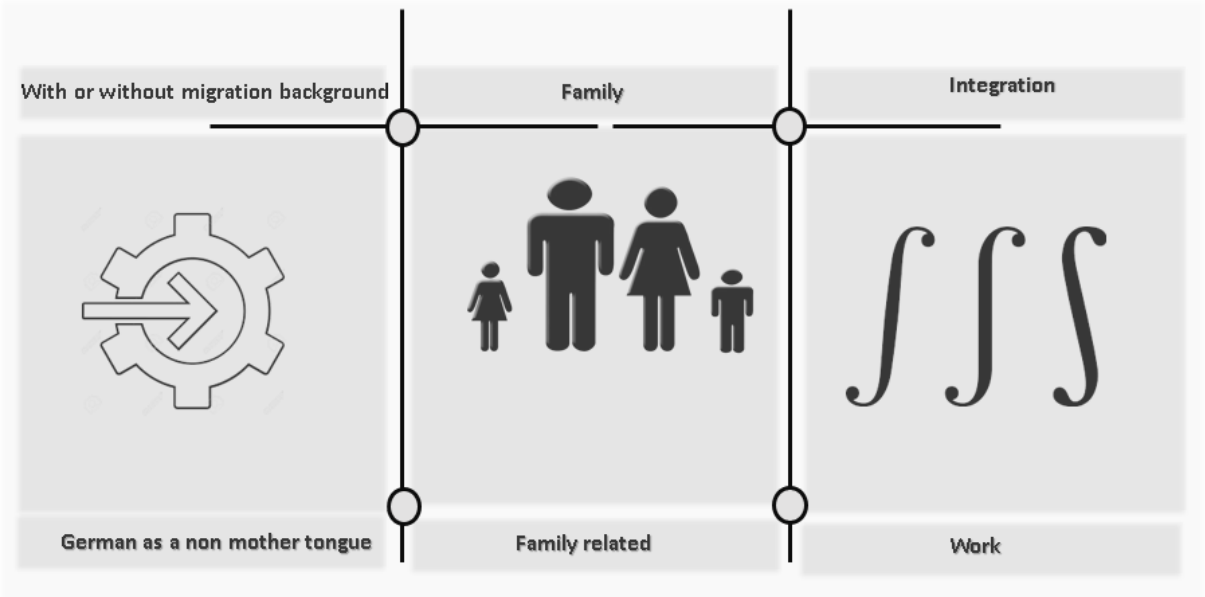 With or without migration background
Family
Integration
German as a non mother tongue
Family related
Work